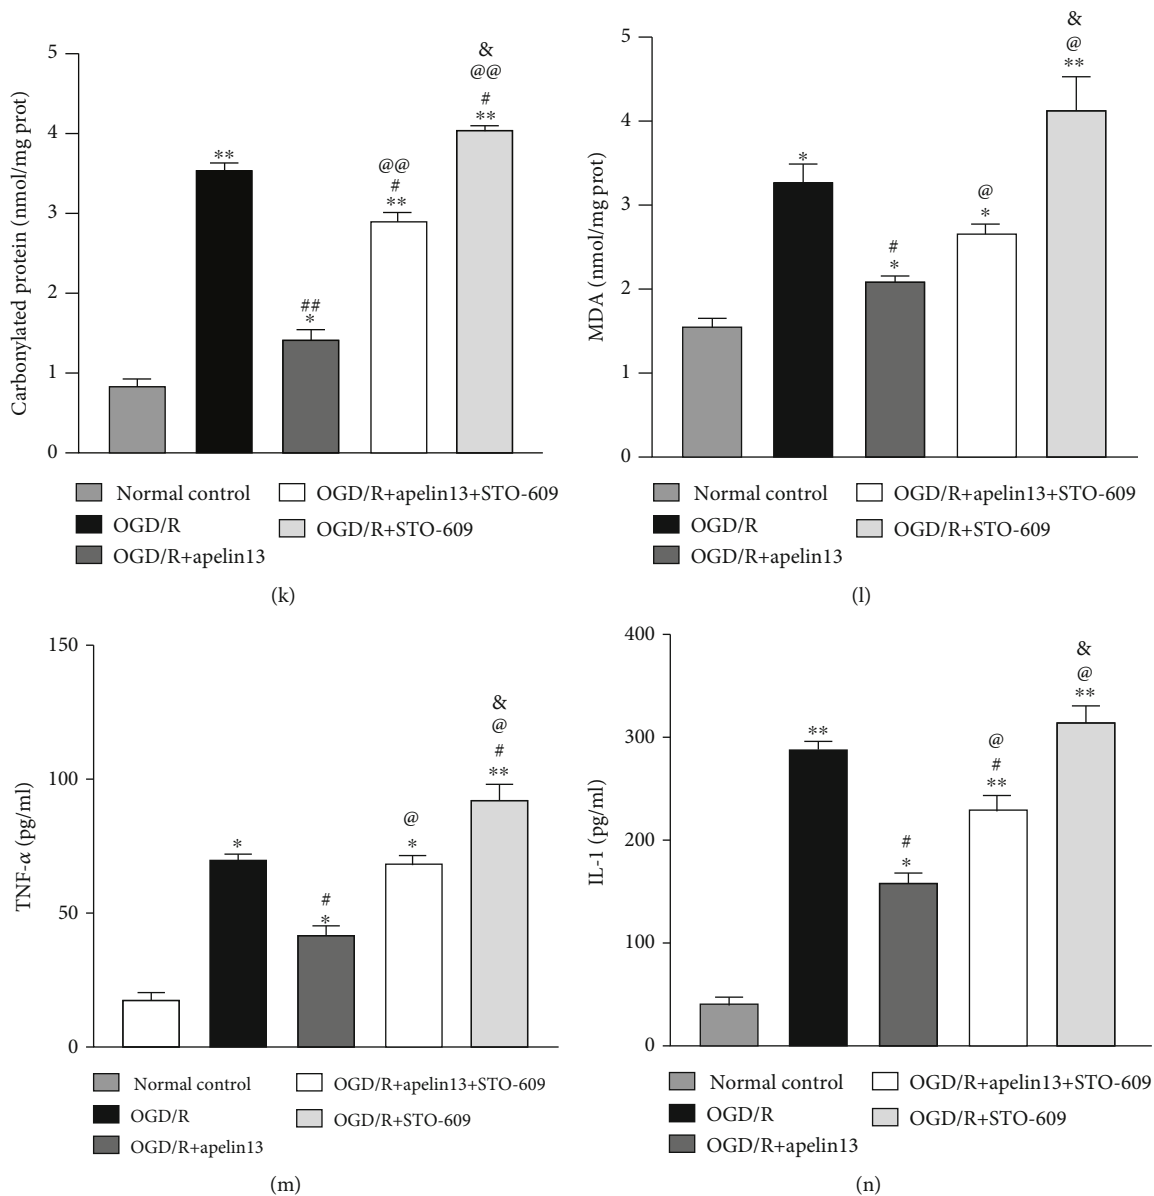 Carbonylated protein (nmol/mg prot)
5
4
3
2
1
0
**
##
*
@@
#
**
&
@@
#
**
Normal control
OGD/R
OGD/R+apelin13
OGD/R+apelin13+STO-609
OGD/R+STO-609
(k)
MDA (nmol/mg prot)
5
4
3
2
1
0
*
#
*
@
*
&
@
**
Normal control
OGD/R
OGD/R+apelin13
OGD/R+apelin13+STO-609
OGD/R+STO-609
(l)
TNF-α (pg/ml)
150
100
50
0
*
#
*
@
*
&
@
#
**
Normal control
OGD/R
OGD/R+apelin13
OGD/R+apelin13+STO-609
OGD/R+STO-609
(m)
IL-1 (pg/ml)
400
300
200
100
0
**
#
*
@
#
**
&
@
**
Normal control
OGD/R
OGD/R+apelin13
OGD/R+apelin13+STO-609
OGD/R+STO-609
(n)